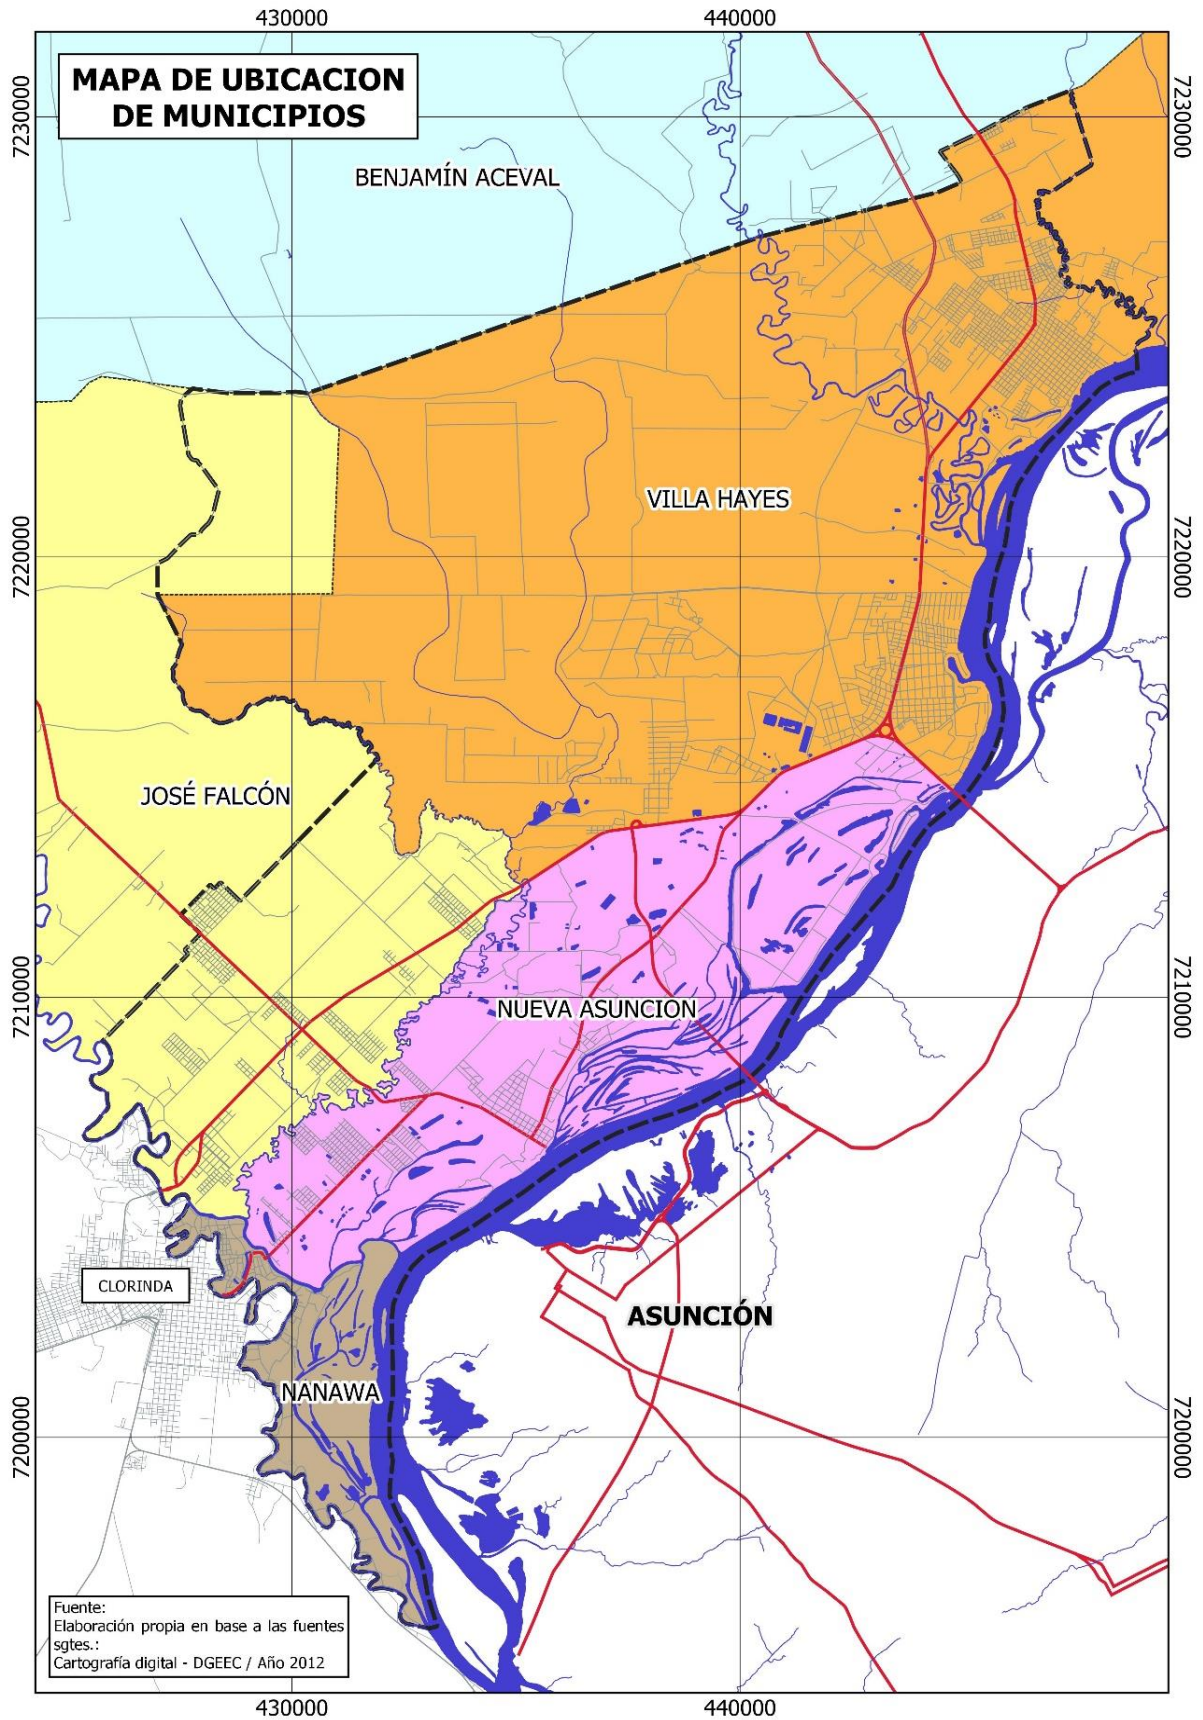 430000
440000
MAPA DE UBICACION
DE MUNICIPIOS
7230000
7230000
BENJAMÍN ACEVAL
VILLA HAYES
7220000
7220000
JOSÉ FALCÓN
7210000
7210000
NUEVA ASUNCION
CLORINDA
ASUNCIÓN
NANAWA
7200000
7200000
Fuente:
Elaboración propia en base a las fuentes
sgtes.:
Cartografía digital - DGEEC / Año 2012
430000
440000